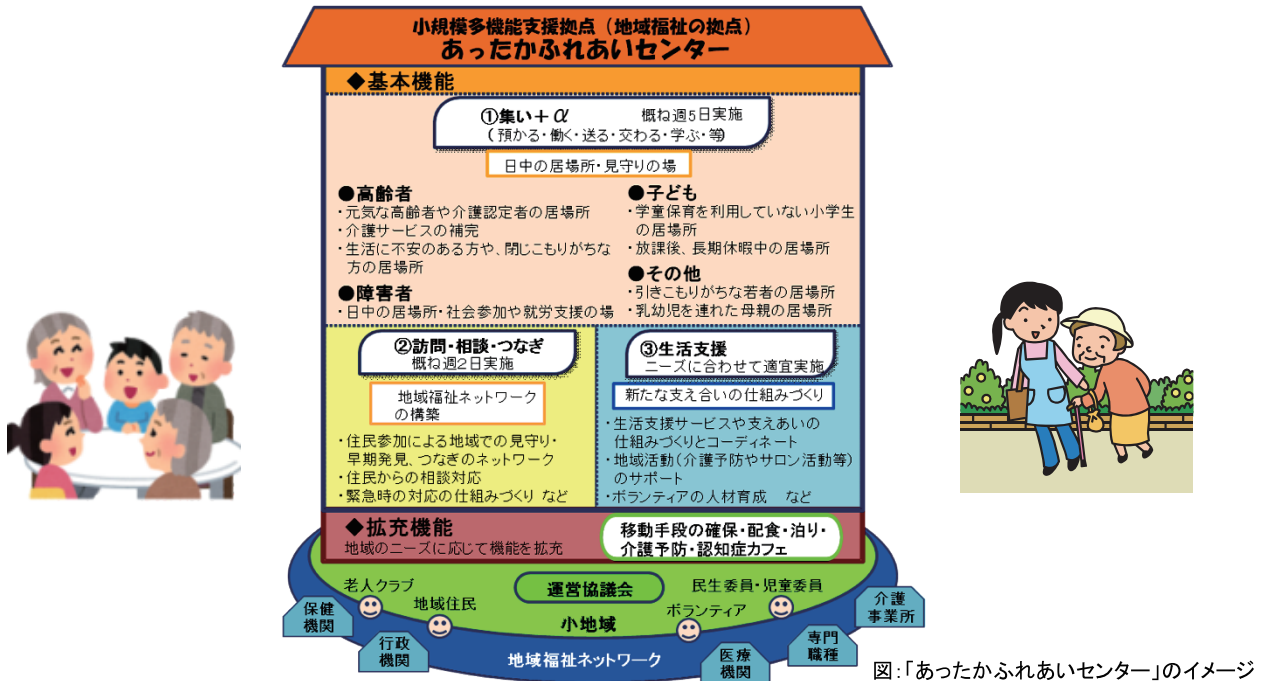 小規模多機能支援拠点（地域福祉の拠点）
あったかふれあいセンター
◆基本機能
①集い＋α　概ね週5日実施
（預かる・働く・送る・交わる・学ぶ・等）
日中の居場所・見守りの場
●高齢者
・元気な高齢者や介護認定者の居場所
・介護サービスの補完
・生活に不安のある方や、閉じこもりがちな
方の居場所
●障害者
・日中の居場所・社会参加や就労支援の場
●子ども
・学童保育を利用していない小学生
の居場所
・放課後、長期休暇中の居場所
●その他
・引きこもりがちな若者の居場所
・乳幼児を連れた母親の居場所
②訪問・相談・つなぎ
概ね週2日実施
地域福祉ネットワーク
の構築
・住民参加による地域での見守り・
早期発見、つなぎのネットワーク
・住民からの相談対応
・緊急時の対応の仕組みづくり など
③生活支援
ニーズに合わせて適宜実施
新たな支え合いの仕組みづくり
・生活支援サービスや支えあいの
仕組みづくりとコーディネート
・地域活動（介護予防やサロン活動等）
のサポート
・ボランティアの人材育成　など
◆拡充機能
地域のニーズに応じて機能を拡充
移動手段の確保・配食・泊り・
介護予防・認知症カフェ
老人クラブ
地域住民
運営協議会
小地域
民生委員・児童委員
ボランティア
保健
機関
行政
機関
地域福祉ネットワーク
医療
機関
専門
職種
介護
事業所
図：「あったかふれあいセンター」のイメージ